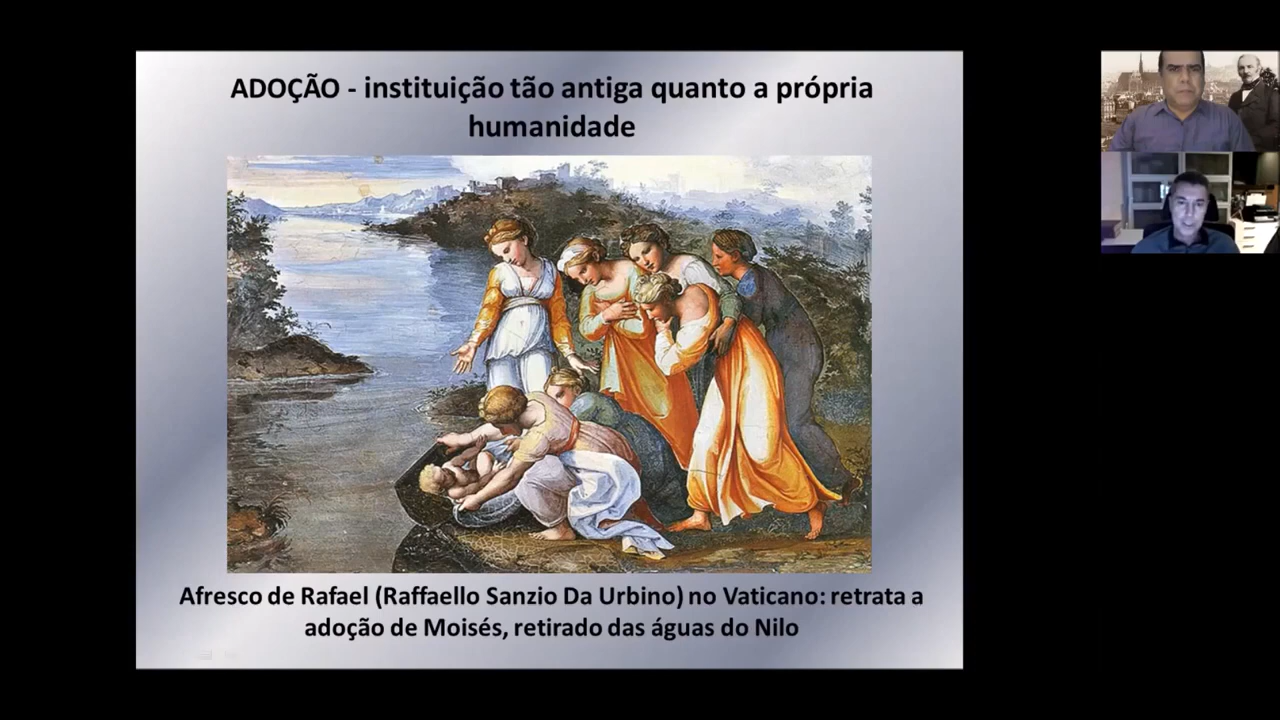 ADOÇÃO - instituição tão antiga quanto a própria
humanidade
Afresco de Rafael (Raffaello Sanzio Da Urbino) no Vaticano: retrata a
adoção de Moisés, retirado das águas do Nilo